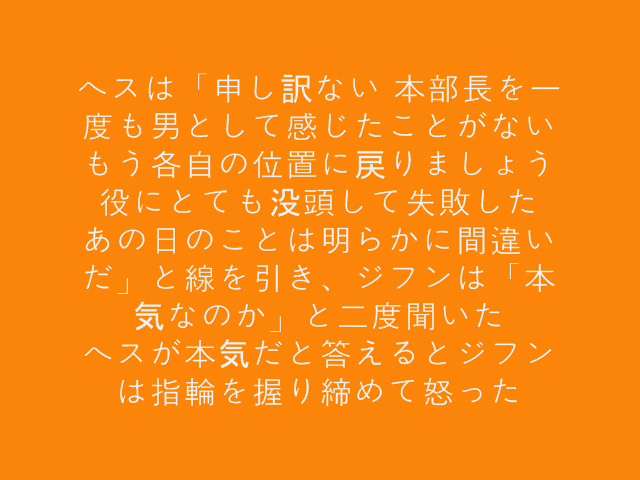 ヘスは「申し訳ない 本部長を一
度も男として感じたことがない
もう各自の位置に戻りましょう
役にとても没頭して失敗した
あの日のことは明らかに間違い
だ」と線を引き、ジフンは「本
気なのか」と二度聞いた
ヘスが本気だと答えるとジフン
は指輪を握り締めて怒った